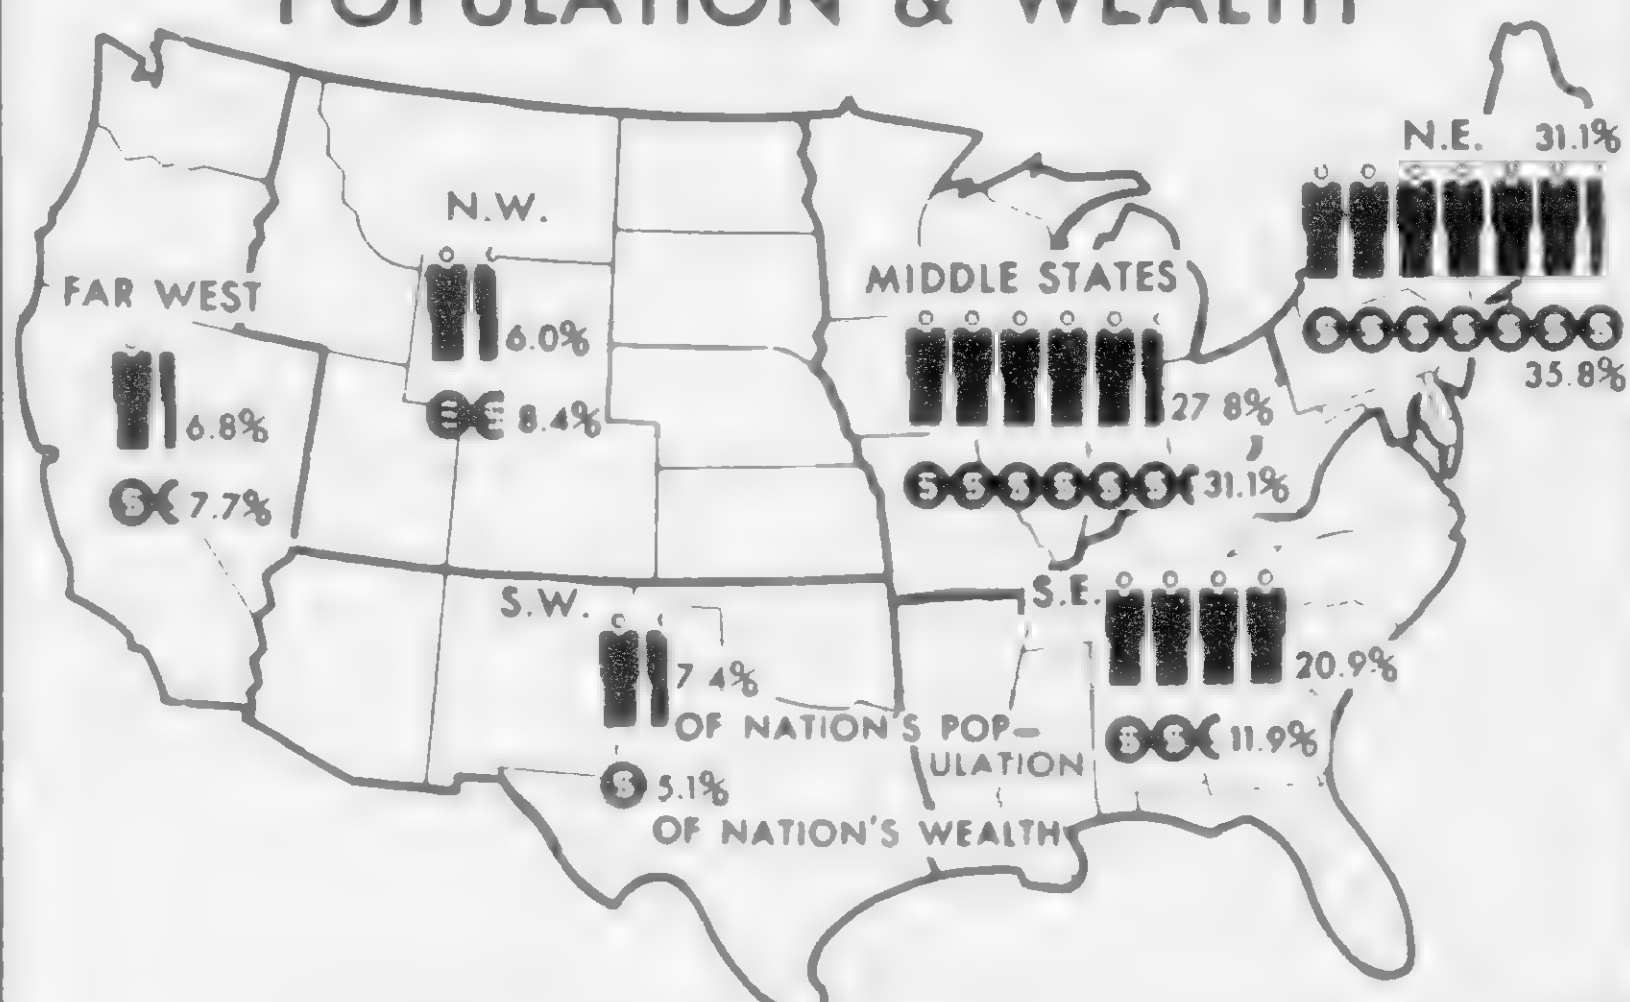 POPULATION & WEALTH
N.E. 31.1%
35.8%
N.W.
6.0%
8.4%
FAR WEST
6.8%
7.7%
MIDDLE STATES
27.8%
31.1%
S.W.
7.4%
OF NATION'S POP-
ULATION
5.1%
OF NATION'S WEALTH
S.E.
20.9%
11.9%